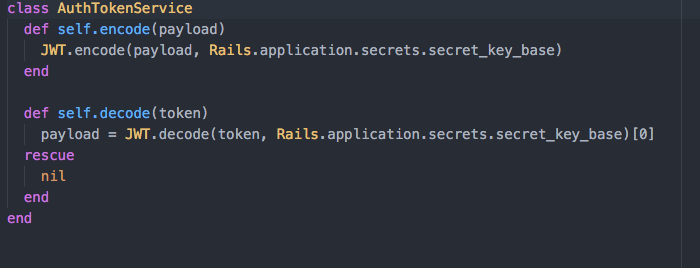 class AuthTokenService
  def self.encode(payload)
    JWT.encode(payload, Rails.application.secrets.secret_key_base)
  end

  def self.decode(token)
    payload = JWT.decode(token, Rails.application.secrets.secret_key_base)[0]
  rescue
    nil
  end
end